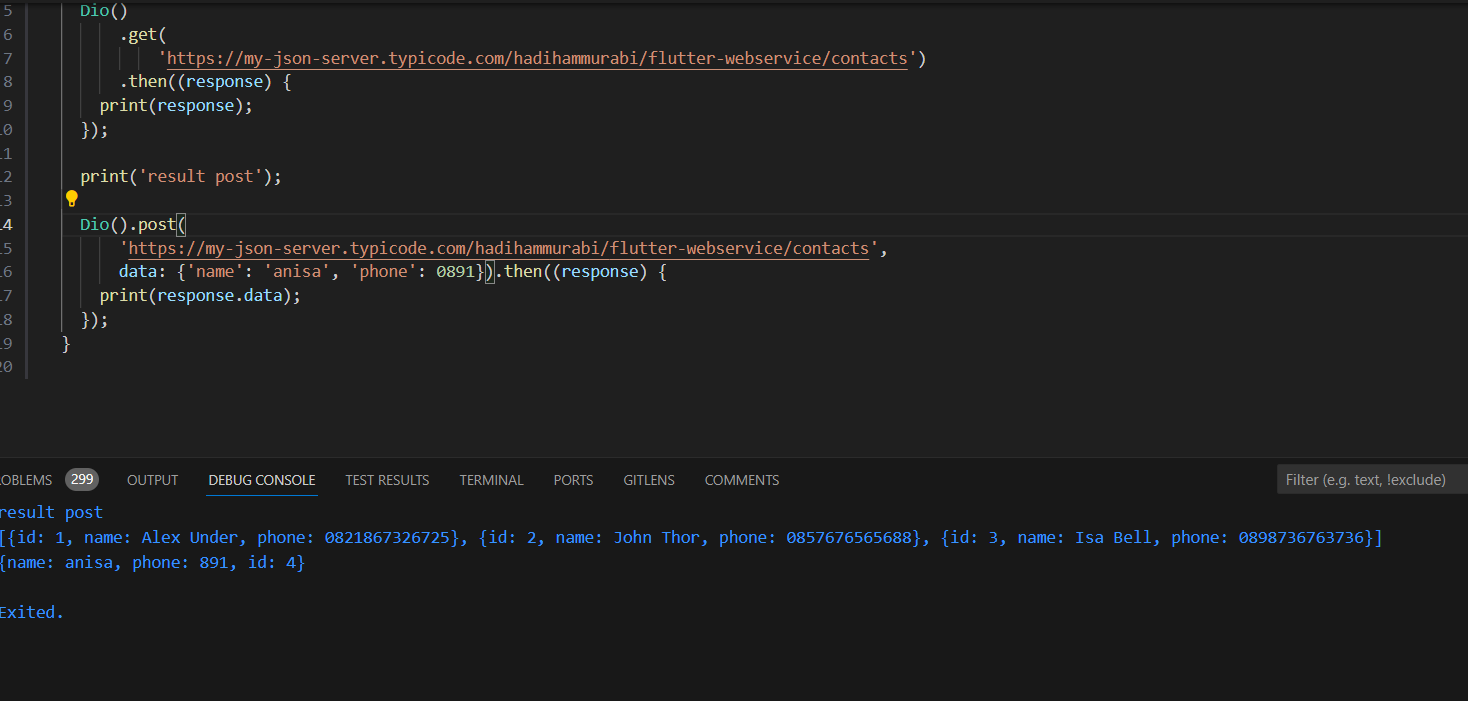 5 Dio()
6 .get(
7 'https://my-json-server.typicode.com/hadihammurabi/flutter-webservice/contacts')
8 .then((response) {
9 print(response);
10 });
11
12 print('result post');
13
14 Dio().post(
15 'https://my-json-server.typicode.com/hadihammurabi/flutter-webservice/contacts',
16 data: {'name': 'anisa', 'phone': 0891}).then((response) {
17 print(response.data);
18 });
19 }
20
OBLEMS 299 OUTPUT DEBUG CONSOLE TEST RESULTS TERMINAL PORTS GITLENS COMMENTS Filter (e.g. text, !exclude)
result post
[{id: 1, name: Alex Under, phone: 0821867326725}, {id: 2, name: John Thor, phone: 0857676565688}, {id: 3, name: Isa Bell, phone: 0898736763736}]
{name: anisa, phone: 891, id: 4}
Exited.